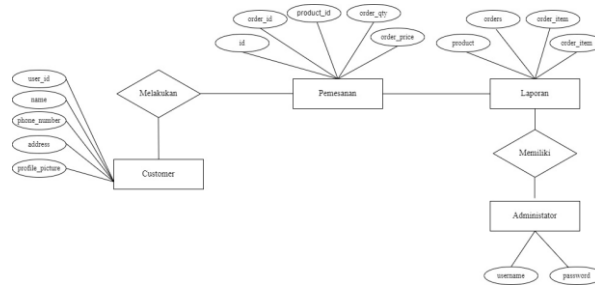 order_id
product_id
order_qty
id
order_price
orders
order_item
product
order_item
user_id
name
phone_number
address
profile_picture
Melakukan
Pemesanan
Laporan
Customer
Memiliki
Administator
username
password